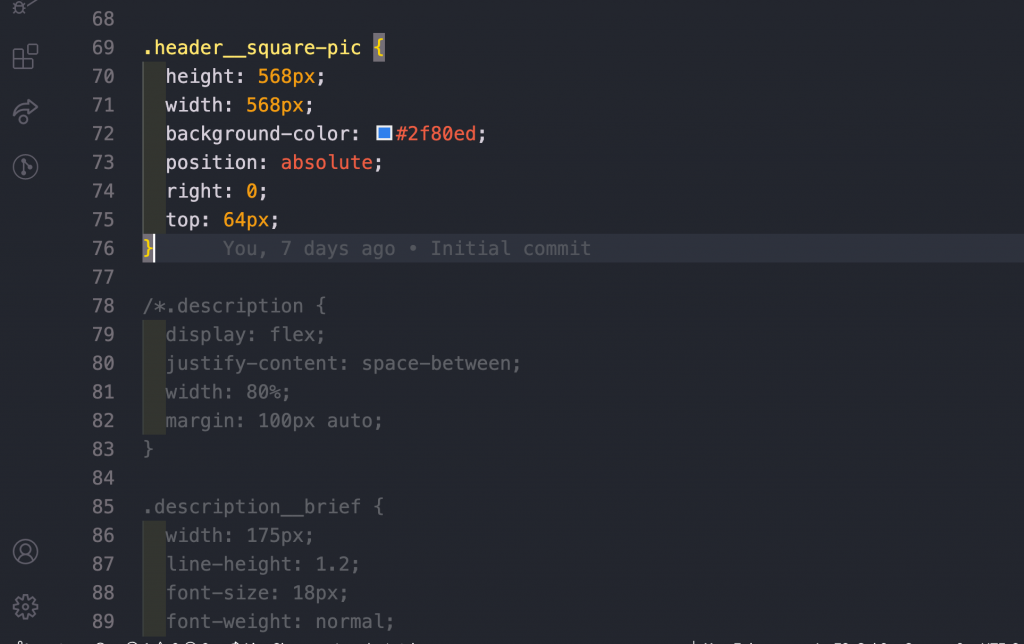 68
69 .header__square-pic {
70 height: 568px;
71 width: 568px;
72 background-color: #2f80ed;
73 position: absolute;
74 right: 0;
75 top: 64px;
76 } You, 7 days ago • Initial commit
77
78 /*.description {
79 display: flex;
80 justify-content: space-between;
81 width: 80%;
82 margin: 100px auto;
83 }
84
85 .description__brief {
86 width: 175px;
87 line-height: 1.2;
88 font-size: 18px;
89 font-weight: normal;